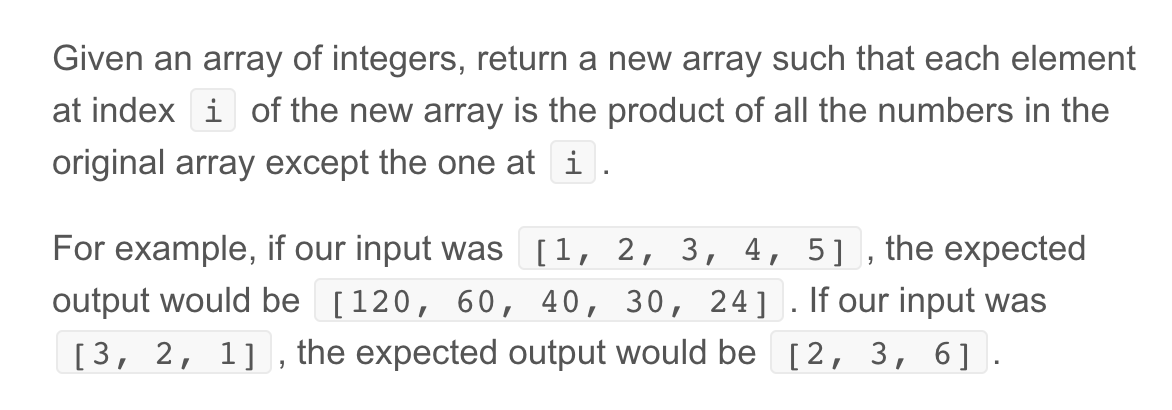 Given an array of integers, return a new array such that each element
at index i of the new array is the product of all the numbers in the
original array except the one at i.
For example, if our input was [1, 2, 3, 4, 5], the expected
output would be [120, 60, 40, 30, 24]. If our input was
[3, 2, 1], the expected output would be [2, 3, 6].